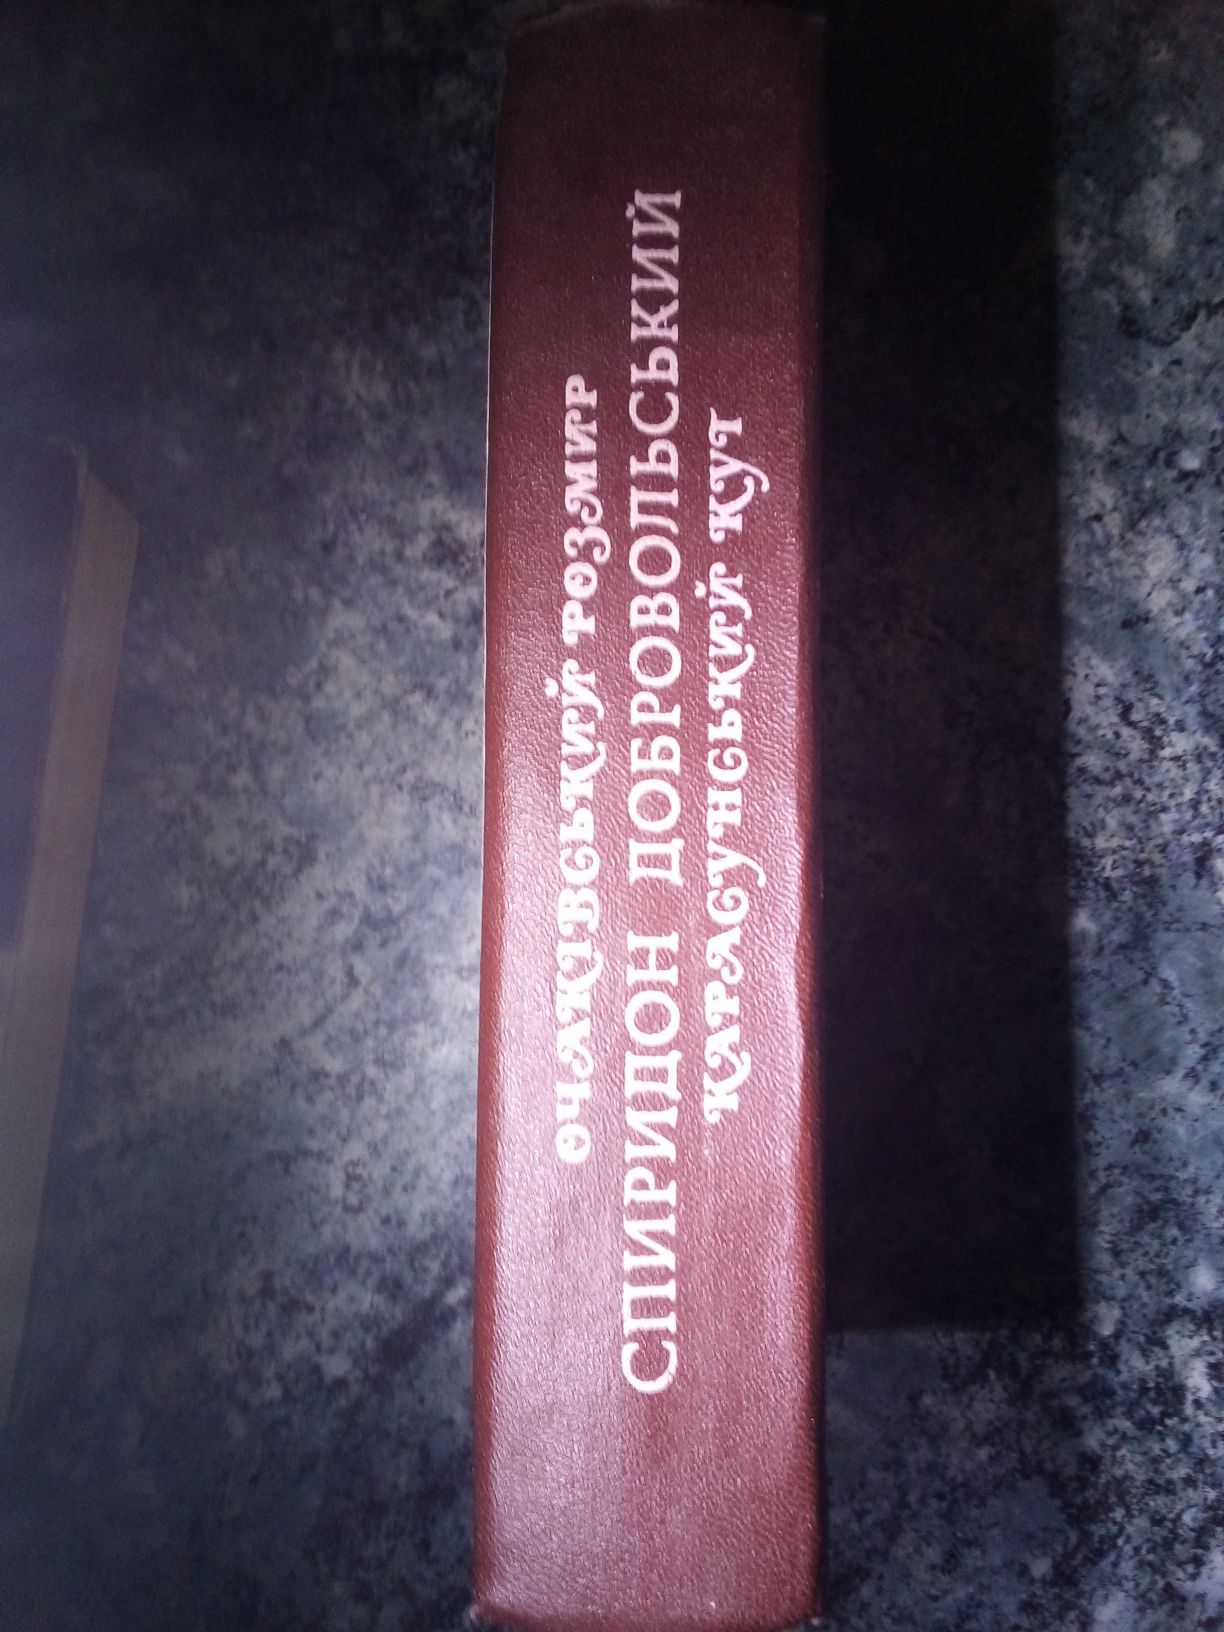 ОЧАКІВСЬКИЙ РОЗМИР
СПИРИДОН ДОБРОВОЛЬСЬКИЙ
КАРАСУНСЬКИЙ КУТ